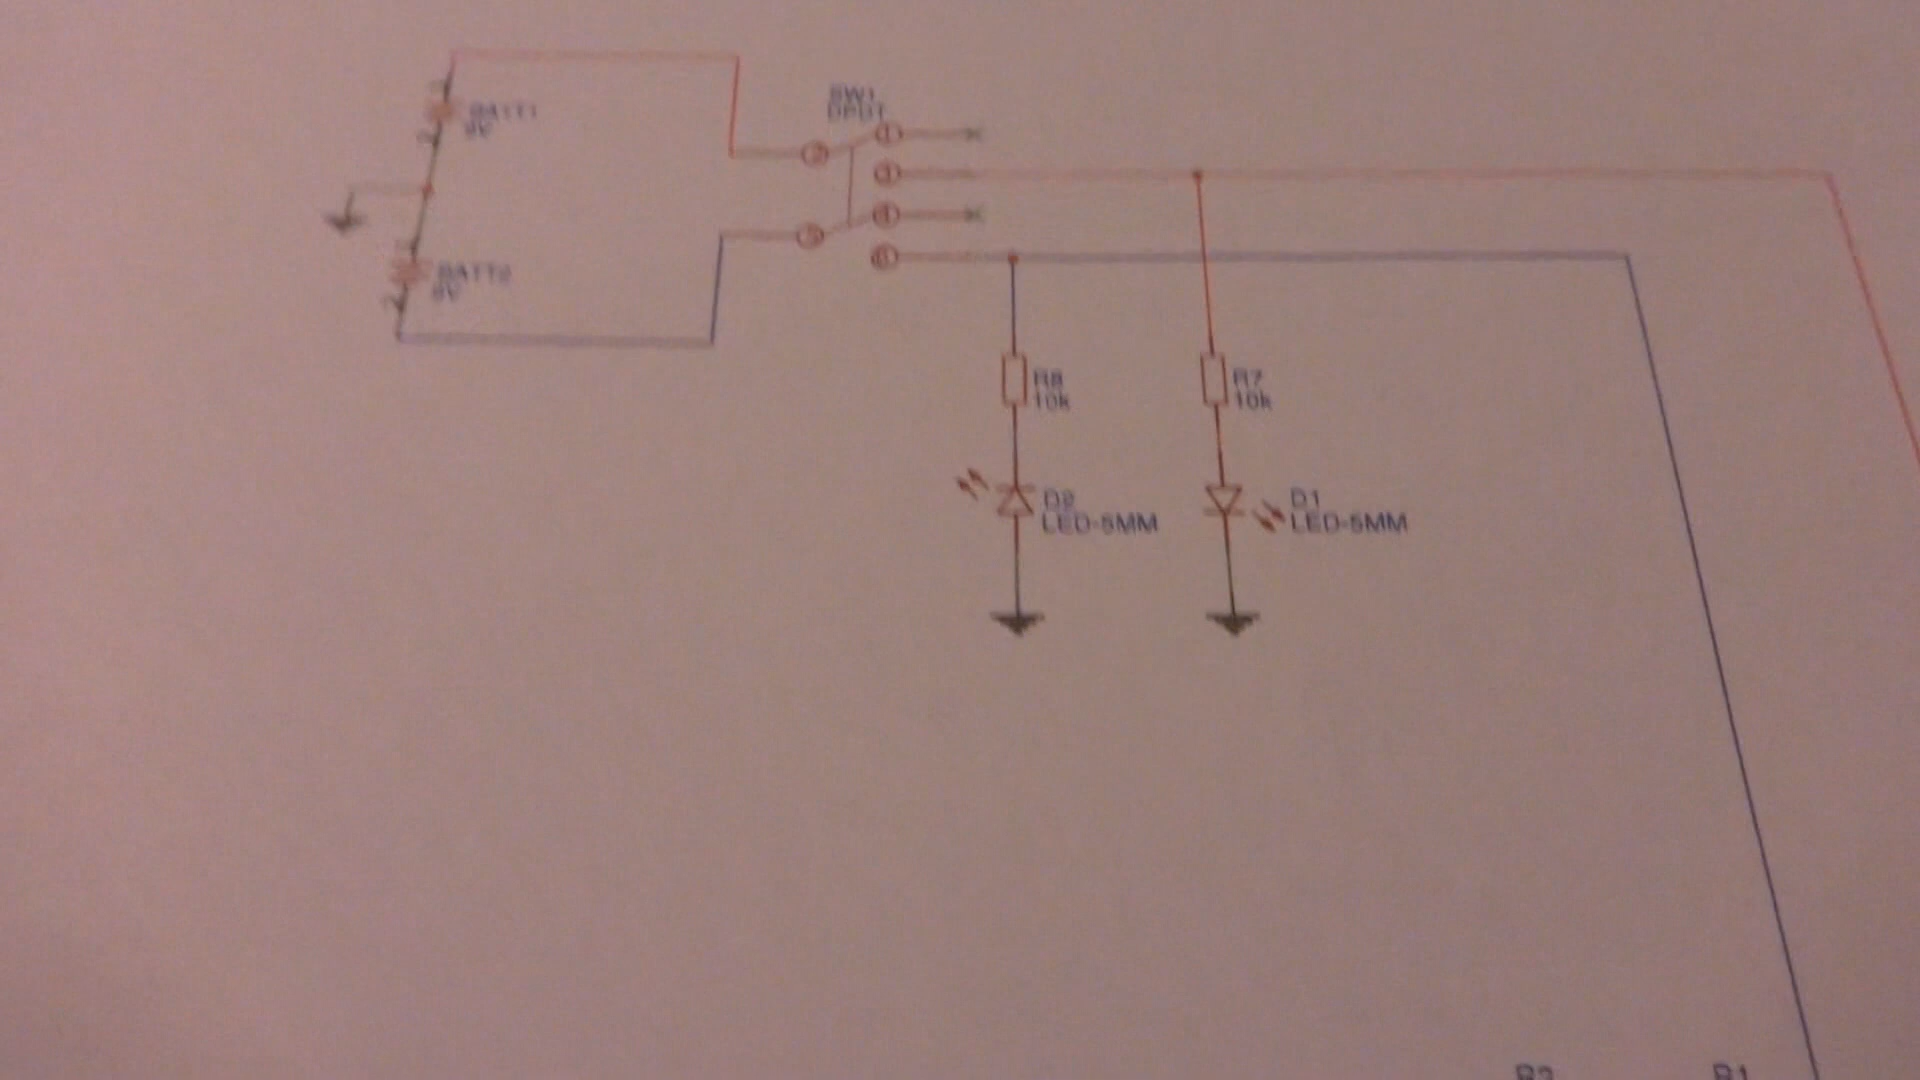 SW1
DPDT
BATT1
9V
BATT2
9V
R8
10k
R7
10k
D2
LED-5MM
D1
LED-5MM
R1